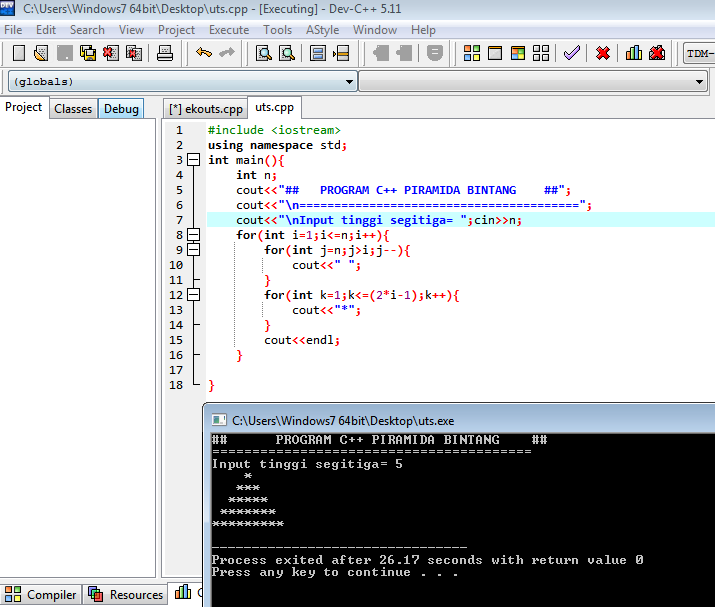 C:\Users\Windows7 64bit\Desktop\uts.cpp - [Executing] - Dev-C++ 5.11
File Edit Search View Project Execute Tools AStyle Window Help
TDM-
(globals)
Project Classes Debug [*] ekouts.cpp uts.cpp
1 #include <iostream>
2 using namespace std;
3 int main(){
4 int n;
5 cout<<"##   PROGRAM C++ PIRAMIDA BINTANG    ##";
6 cout<<"\n========================================";
7 cout<<"\nInput tinggi segitiga= ";cin>>n;
8 for(int i=1;i<=n;i++){
9 for(int j=n;j>i;j--){
10 cout<<" ";
11 }
12 for(int k=1;k<=(2*i-1);k++){
13 cout<<"*";
14 }
15 cout<<endl;
16 }
17
18 }
C:\Users\Windows7 64bit\Desktop\uts.exe
##      PROGRAM C++ PIRAMIDA BINTANG    ##
========================================
Input tinggi segitiga= 5
    *
   ***
  *****
 *******
*********
--------------------------------
Process exited after 26.17 seconds with return value 0
Press any key to continue . . .
Compiler Resources